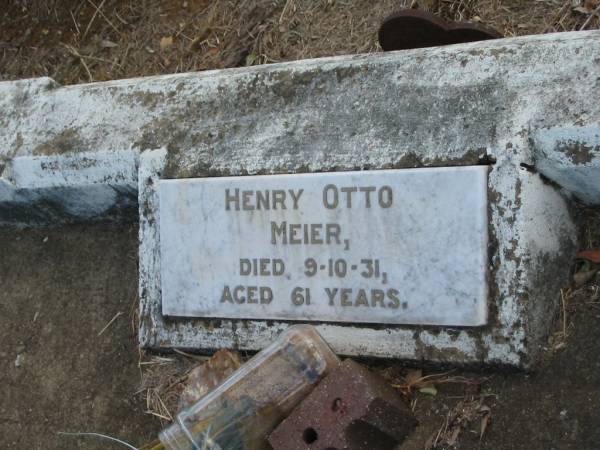 HENRY OTTO
MEIER,
DIED 9-10-31,
AGED 61 YEARS.